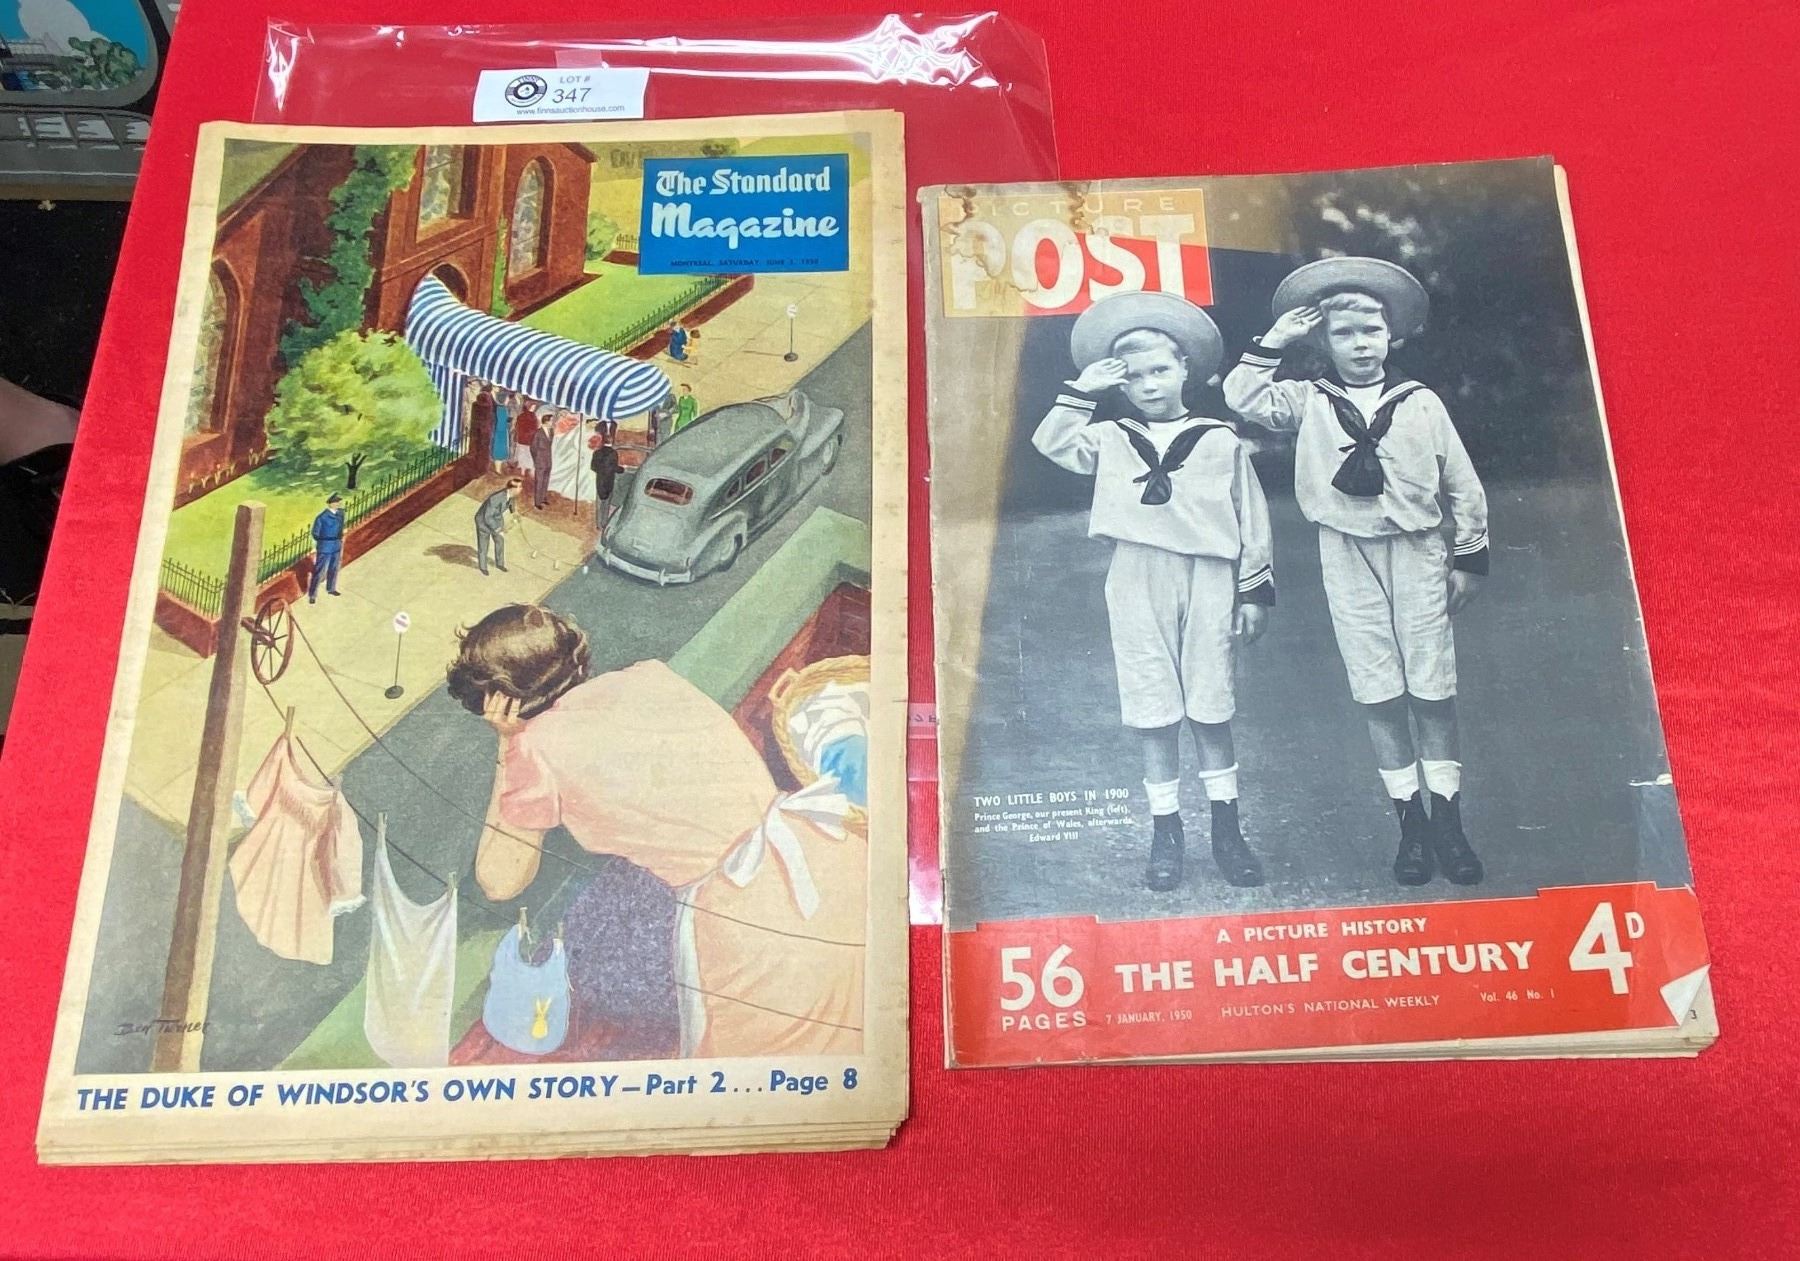 FINNS
LOT #
347
www.finnsauctionhouse.com
The Standard
Magazine
MONTREAL, SATURDAY, JUNE 3, 1950
Ben Turner
THE DUKE OF WINDSOR'S OWN STORY—Part 2...Page 8
PICTURE
POST
TWO LITTLE BOYS IN 1900
Prince George, our present King (left),
and the Prince of Wales, afterwards
Edward VIII
A PICTURE HISTORY
56 THE HALF CENTURY 4D
PAGES 7 JANUARY, 1950 HULTON'S NATIONAL WEEKLY Vol. 46 No. 1
3